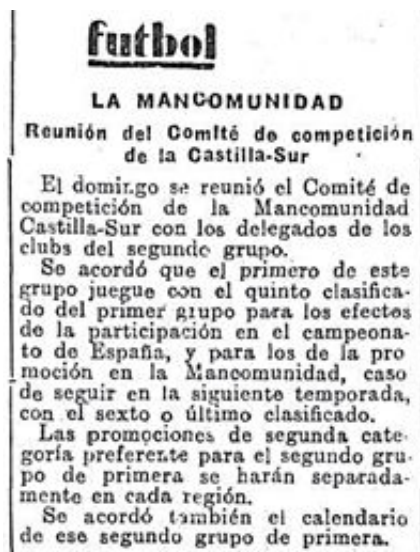 futbol
LA MANCOMUNIDAD
Reunión del Comité de competición
de la Castilla-Sur
El domingo se reunió el Comité de
competición de la Mancomunidad
Castilla-Sur con los delegados de los
clubs del segundo grupo.
Se acordó que el primero de este
grupo juegue con el quinto clasifica-
do del primer grupo para los efectos
de la participación en el campeona-
to de España, y para los de la pro
moción en la Mancomunidad, caso
de seguir en la siguiente temporada,
con el sexto o último clasificado.
Las promociones de segunda cate-
goría preferente para el segundo gru-
po de primera se harán separada-
mente en cada región.
Se acordó también el calendario
de ese segundo grupo de primera.